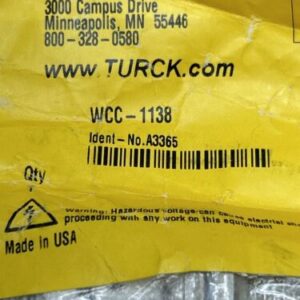 3000 Campus Drive
Minneapolis, MN 55446
800-328-0580
www.TURCK.com
WCC-1138
Ident-No.A3365
Qty
Warning: Hazardous voltage can cause electrical
proceeding with any work on this equipment
Made in USA